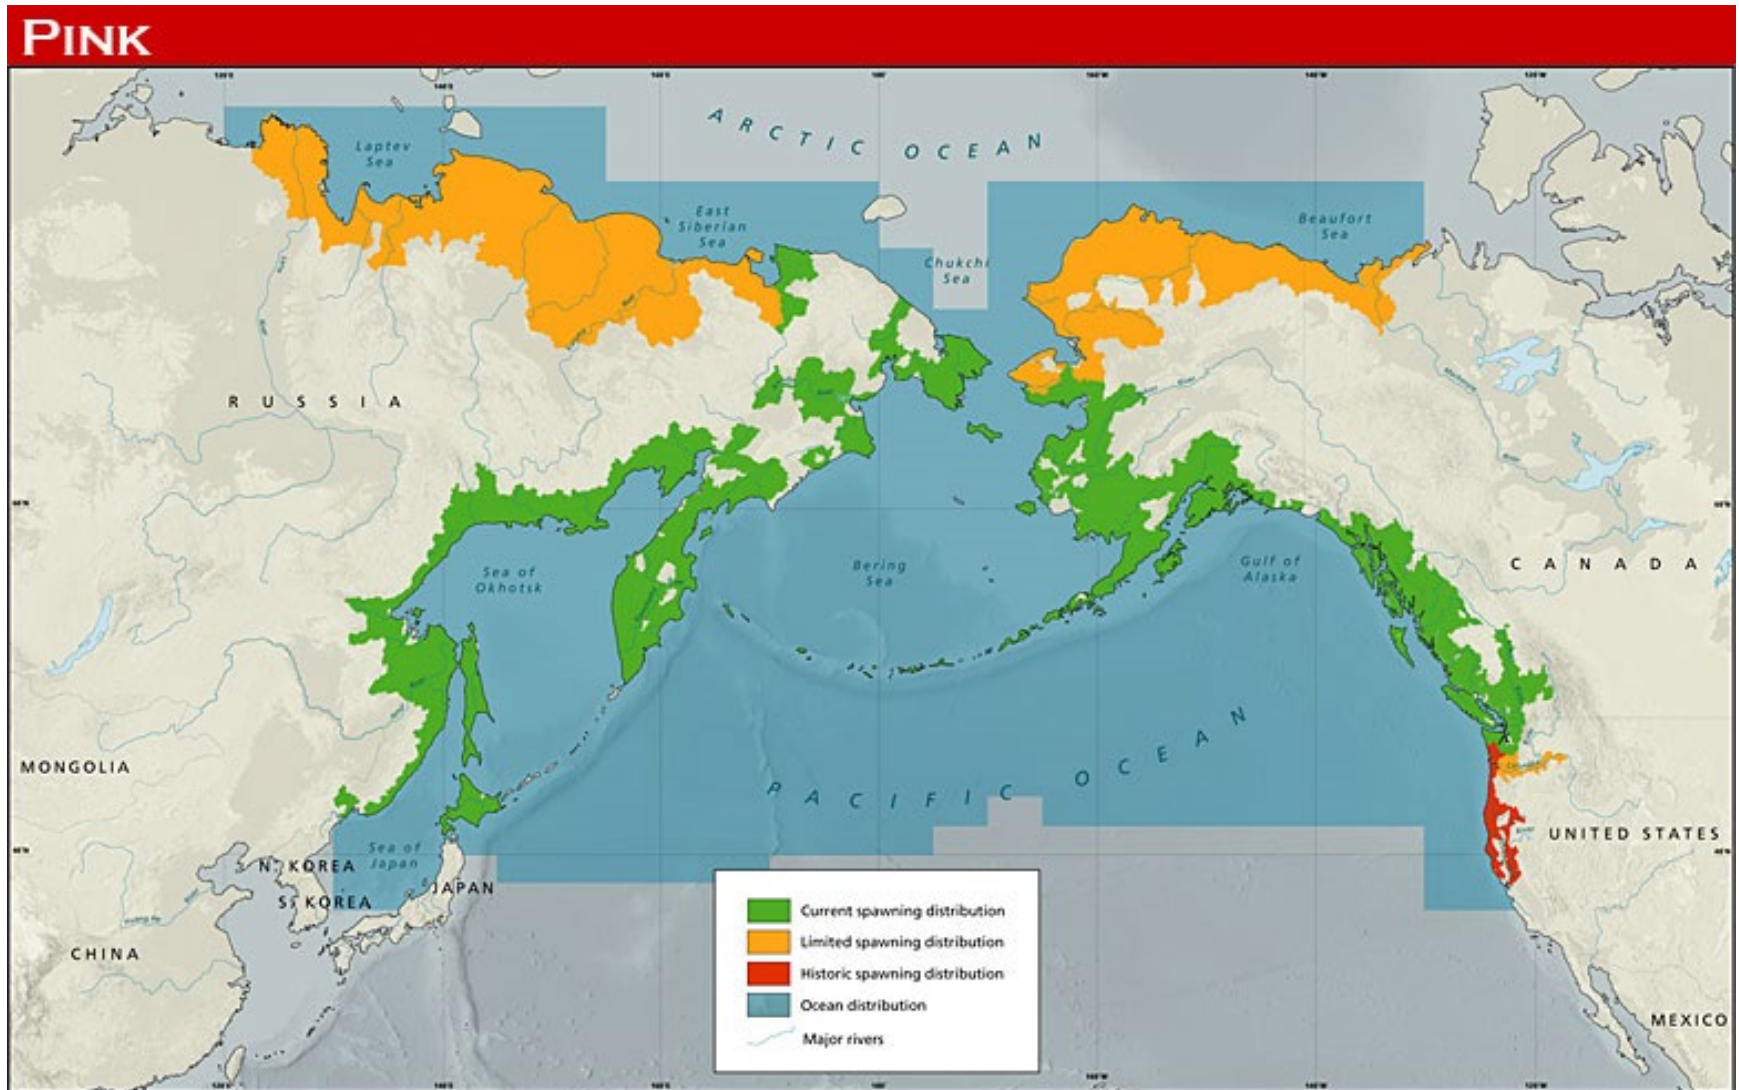 PINK
ARCTIC OCEAN
Laptev
Sea
East
Siberian
Sea
Chukchi
Sea
Beaufort
Sea
RUSSIA
CANADA
Sea of
Okhotsk
Bering
Sea
Gulf of
Alaska
PACIFIC OCEAN
MONGOLIA
UNITED STATES
N. KOREA
Sea of
Japan
S. KOREA
JAPAN
CHINA
MEXICO
Current spawning distribution
Limited spawning distribution
Historic spawning distribution
Ocean distribution
Major rivers